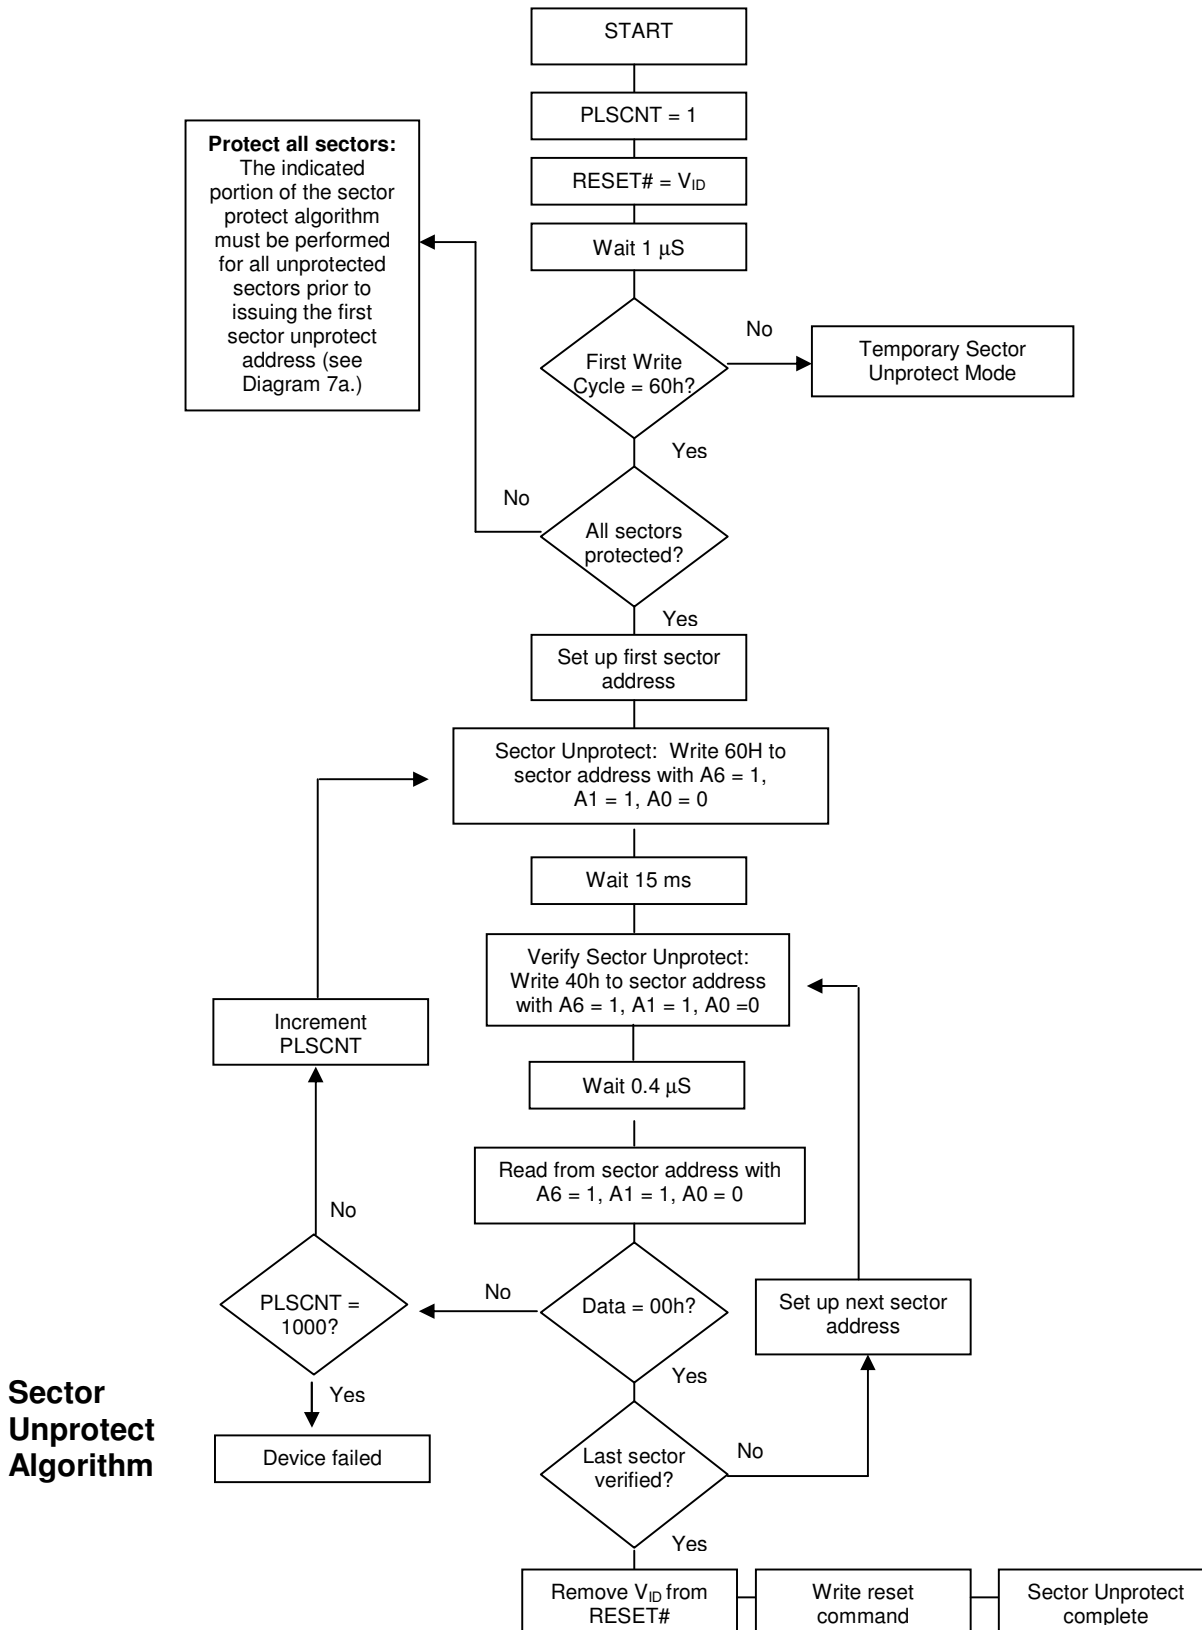 START
PLSCNT = 1
RESET# = VID
Wait 1 μS
Protect all sectors:
The indicated
portion of the sector
protect algorithm
must be performed
for all unprotected
sectors prior to
issuing the first
sector unprotect
address (see
Diagram 7a.)
First Write
Cycle = 60h?
No
Temporary Sector
Unprotect Mode
Yes
All sectors
protected?
No
Yes
Set up first sector
address
Sector Unprotect: Write 60H to
sector address with A6 = 1,
A1 = 1, A0 = 0
Wait 15 ms
Verify Sector Unprotect:
Write 40h to sector address
with A6 = 1, A1 = 1, A0 =0
Increment
PLSCNT
Wait 0.4 μS
Read from sector address with
A6 = 1, A1 = 1, A0 = 0
No
PLSCNT =
1000?
No
Data = 00h?
Set up next sector
address
Yes
Yes
Sector
Unprotect
Algorithm
Device failed
Last sector
verified?
No
Yes
Remove VID from
RESET#
Write reset
command
Sector Unprotect
complete